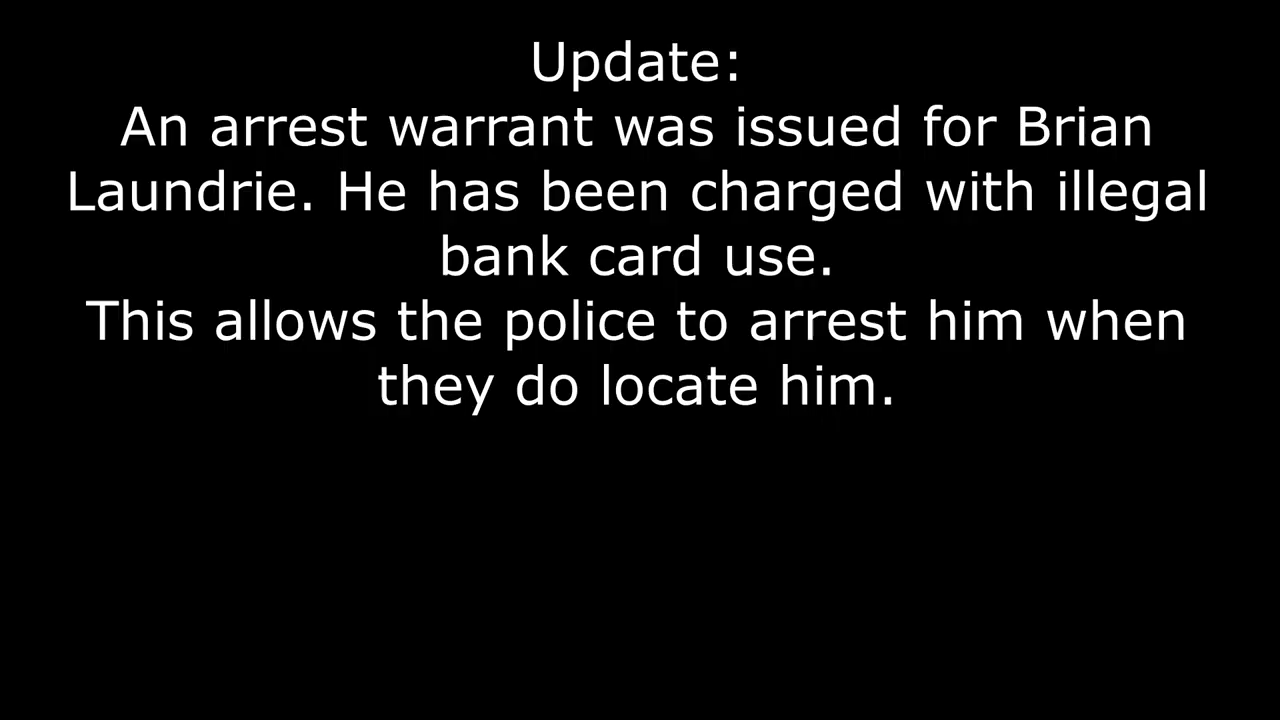 Update:
An arrest warrant was issued for Brian
Laundrie. He has been charged with illegal
bank card use.
This allows the police to arrest him when
they do locate him.